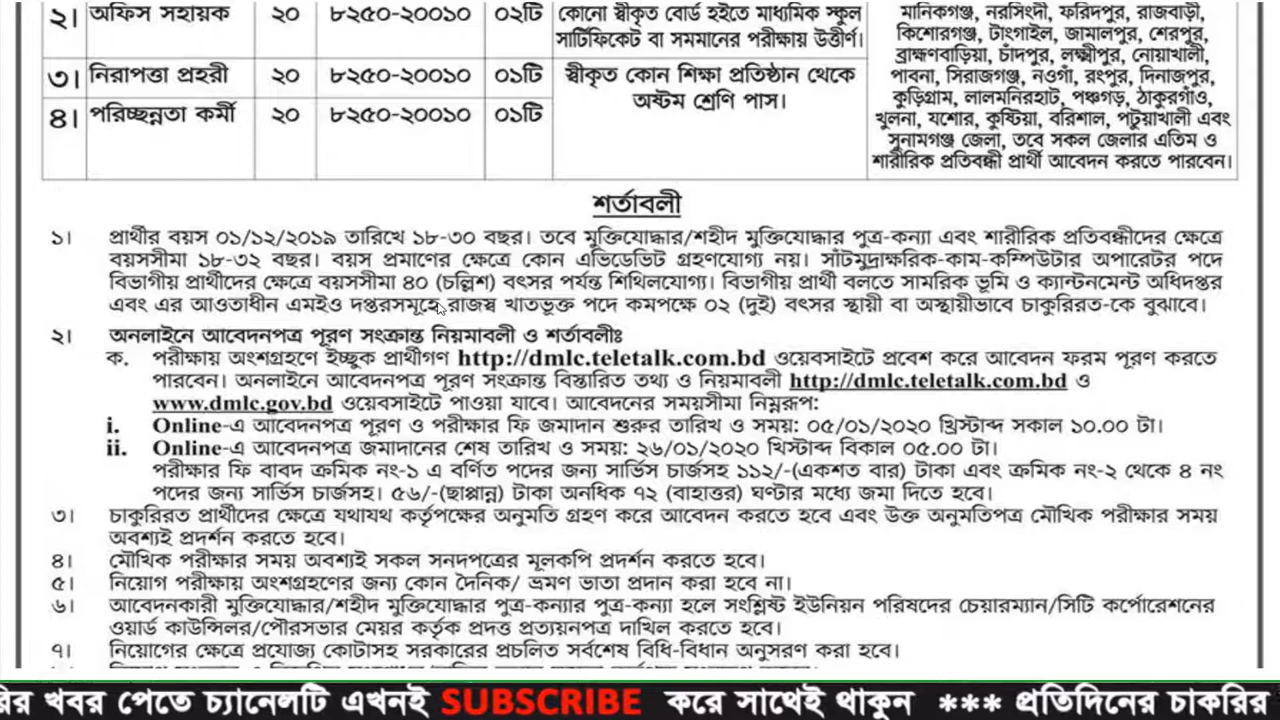 ২। অফিস সহায়ক ২০ ৮২৫০-২০০১০ ০২টি
কোনো স্বীকৃত বোর্ড হইতে মাধ্যমিক স্কুল
সার্টিফিকেট বা সমমানের পরীক্ষায় উত্তীর্ণ।
৩। নিরাপত্তা প্রহরী ২০ ৮২৫০-২০০১০ ০১টি
স্বীকৃত কোন শিক্ষা প্রতিষ্ঠান থেকে
অষ্টম শ্রেণি পাস।
৪। পরিচ্ছন্নতা কর্মী ২০ ৮২৫০-২০০১০ ০১টি
মানিকগঞ্জ, নরসিংদী, ফরিদপুর, রাজবাড়ী,
কিশোরগঞ্জ, টাংগাইল, জামালপুর, শেরপুর,
ব্রাহ্মণবাড়িয়া, চাঁদপুর, লক্ষ্মীপুর, নোয়াখালী,
পাবনা, সিরাজগঞ্জ, নওগাঁ, রংপুর, দিনাজপুর,
কুড়িগ্রাম, লালমনিরহাট, পঞ্চগড়, ঠাকুরগাঁও,
খুলনা, যশোর, কুষ্টিয়া, বরিশাল, পটুয়াখালী এবং
সুনামগঞ্জ জেলা, তবে সকল জেলার এতিম ও
শারীরিক প্রতিবন্ধী প্রার্থী আবেদন করতে পারবেন।
শর্তাবলী
১। প্রার্থীর বয়স ০১/১২/২০১৯ তারিখে ১৮-৩০ বছর। তবে মুক্তিযোদ্ধার/শহীদ মুক্তিযোদ্ধার পুত্র-কন্যা এবং শারীরিক প্রতিবন্ধীদের ক্ষেত্রে
বয়সসীমা ১৮-৩২ বছর। বয়স প্রমাণের ক্ষেত্রে কোন এভিডেভিট গ্রহণযোগ্য নয়। সাঁটমুদ্রাক্ষরিক-কাম-কম্পিউটার অপারেটর পদে
বিভাগীয় প্রার্থীদের ক্ষেত্রে বয়সসীমা ৪০ (চল্লিশ) বৎসর পর্যন্ত শিথিলযোগ্য। বিভাগীয় প্রার্থী বলতে সামরিক ভূমি ও ক্যান্টনমেন্ট অধিদপ্তর
এবং এর আওতাধীন এমইও দপ্তরসমূহে রাজস্ব খাতভূক্ত পদে কমপক্ষে ০২ (দুই) বৎসর স্থায়ী বা অস্থায়ীভাবে চাকুরিরত-কে বুঝাবে।
২। অনলাইনে আবেদনপত্র পূরণ সংক্রান্ত নিয়মাবলী ও শর্তাবলীঃ
ক. পরীক্ষায় অংশগ্রহণে ইচ্ছুক প্রার্থীগণ http://dmlc.teletalk.com.bd ওয়েবসাইটে প্রবেশ করে আবেদন ফরম পূরণ করতে
পারবেন। অনলাইনে আবেদনপত্র পূরণ সংক্রান্ত বিস্তারিত তথ্য ও নিয়মাবলী http://dmlc.teletalk.com.bd ও
www.dmlc.gov.bd ওয়েবসাইটে পাওয়া যাবে। আবেদনের সময়সীমা নিম্নরূপ:
i. Online-এ আবেদনপত্র পূরণ ও পরীক্ষার ফি জমাদান শুরুর তারিখ ও সময়: ০৫/০১/২০২০ খ্রিস্টাব্দ সকাল ১০.০০ টা।
ii. Online-এ আবেদনপত্র জমাদানের শেষ তারিখ ও সময়: ২৬/০১/২০২০ খিস্টাব্দ বিকাল ০৫.০০ টা।
পরীক্ষার ফি বাবদ ক্রমিক নং-১ এ বর্ণিত পদের জন্য সার্ভিস চার্জসহ ১১২/-(একশত বার) টাকা এবং ক্রমিক নং-২ থেকে ৪ নং
পদের জন্য সার্ভিস চার্জসহ। ৫৬/-(ছাপ্পান্ন) টাকা অনধিক ৭২ (বাহাত্তর) ঘণ্টার মধ্যে জমা দিতে হবে।
৩। চাকুরিরত প্রার্থীদের ক্ষেত্রে যথাযথ কর্তৃপক্ষের অনুমতি গ্রহণ করে আবেদন করতে হবে এবং উক্ত অনুমতিপত্র মৌখিক পরীক্ষার সময়
অবশ্যই প্রদর্শন করতে হবে।
৪। মৌখিক পরীক্ষার সময় অবশ্যই সকল সনদপত্রের মূলকপি প্রদর্শন করতে হবে।
৫। নিয়োগ পরীক্ষায় অংশগ্রহণের জন্য কোন দৈনিক/ ভ্রমণ ভাতা প্রদান করা হবে না।
৬। আবেদনকারী মুক্তিযোদ্ধার/শহীদ মুক্তিযোদ্ধার পুত্র-কন্যার পুত্র-কন্যা হলে সংশ্লিষ্ট ইউনিয়ন পরিষদের চেয়ারম্যান/সিটি কর্পোরেশনের
ওয়ার্ড কাউন্সিলর/পৌরসভার মেয়র কর্তৃক প্রদত্ত প্রত্যয়নপত্র দাখিল করতে হবে।
৭। নিয়োগের ক্ষেত্রে প্রযোজ্য কোটাসহ সরকারের প্রচলিত সর্বশেষ বিধি-বিধান অনুসরণ করা হবে।
রির খবর পেতে চ্যানেলটি এখনই SUBSCRIBE করে সাথেই থাকুন *** প্রতিদিনের চাকরির